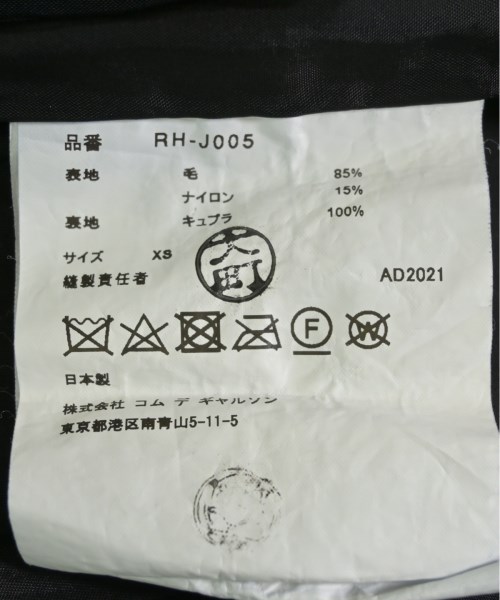 品番 RH-J005
表地 毛 85%
ナイロン 15%
裏地 キュプラ 100%
サイズ XS
縫製責任者 大町 AD2021
F W
日本製
株式会社 コム デ ギャルソン
東京都港区南青山5-11-5